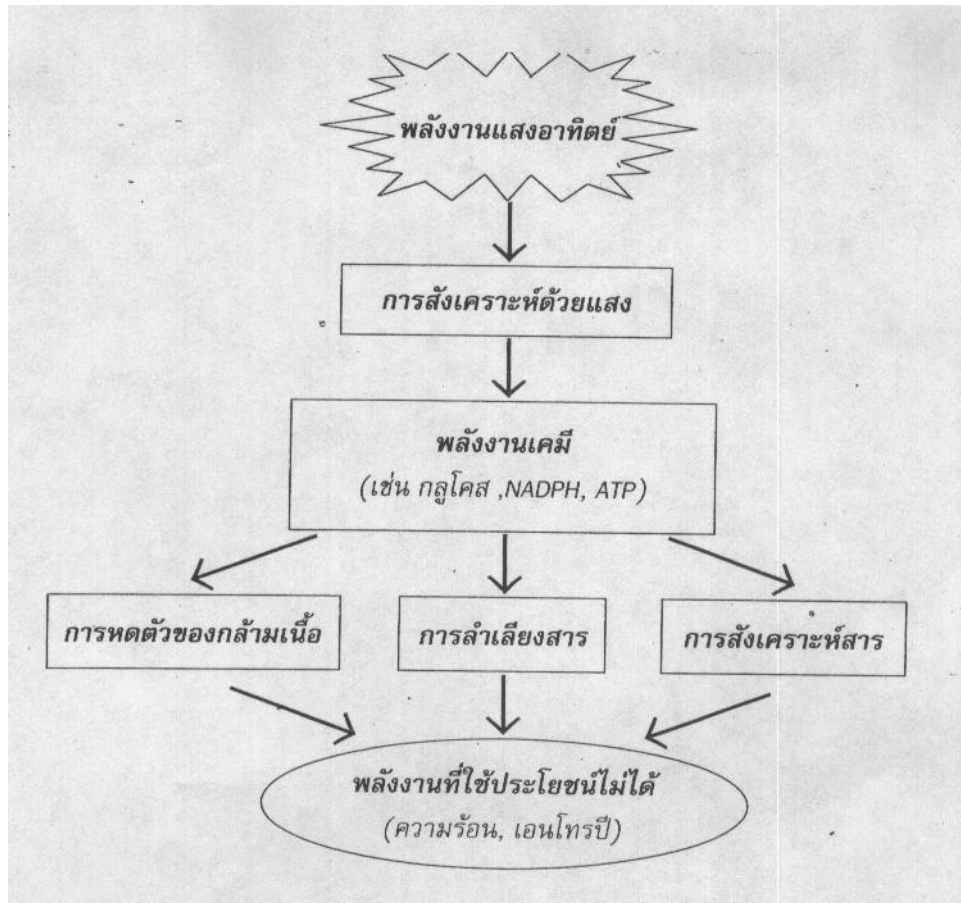 พลังงานแสงอาทิตย์
การสังเคราะห์ด้วยแสง
พลังงานเคมี
(เช่น กลูโคส ,NADPH, ATP)
การหดตัวของกล้ามเนื้อ
การลำเลียงสาร
การสังเคราะห์สาร
พลังงานที่ใช้ประโยชน์ไม่ได้
(ความร้อน, เอนโทรปี)